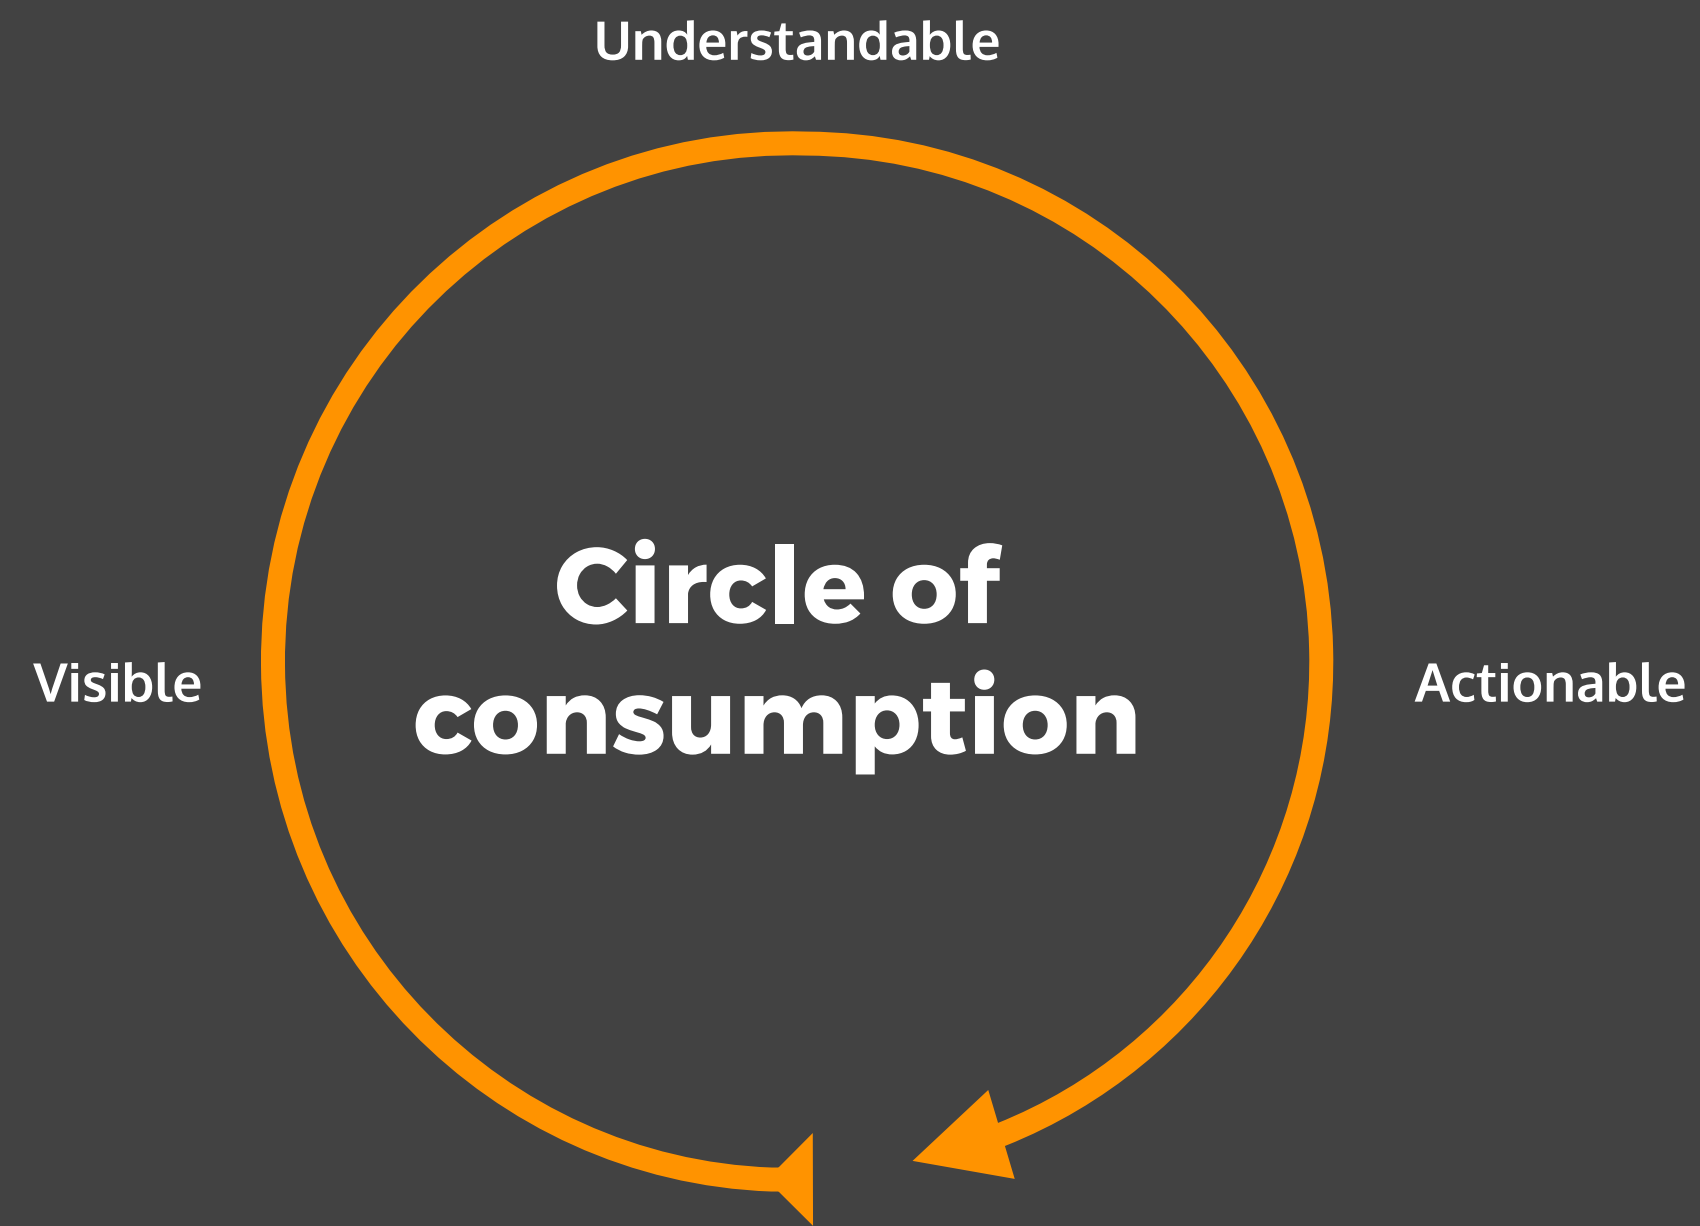 Understandable
Circle of
consumption
Visible
Actionable